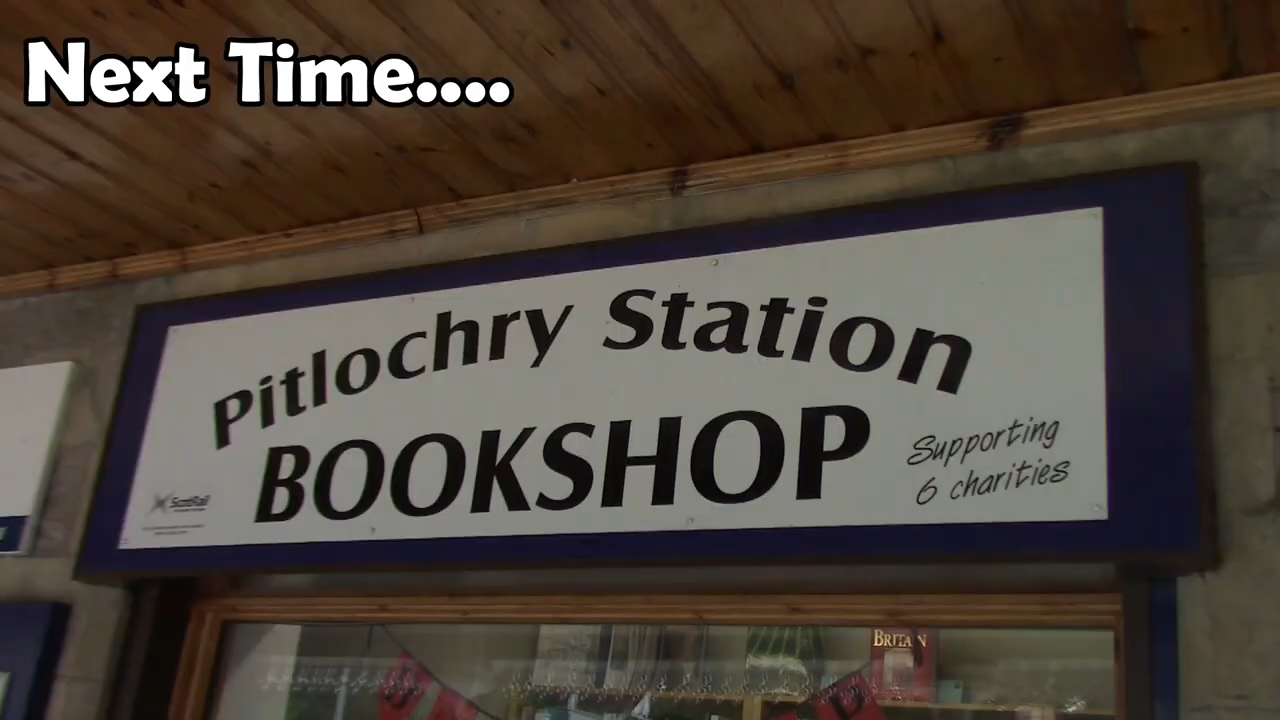 Next Time....
Pitlochry Station
BOOKSHOP
Supporting
6 charities
ScotRail
BRITAIN